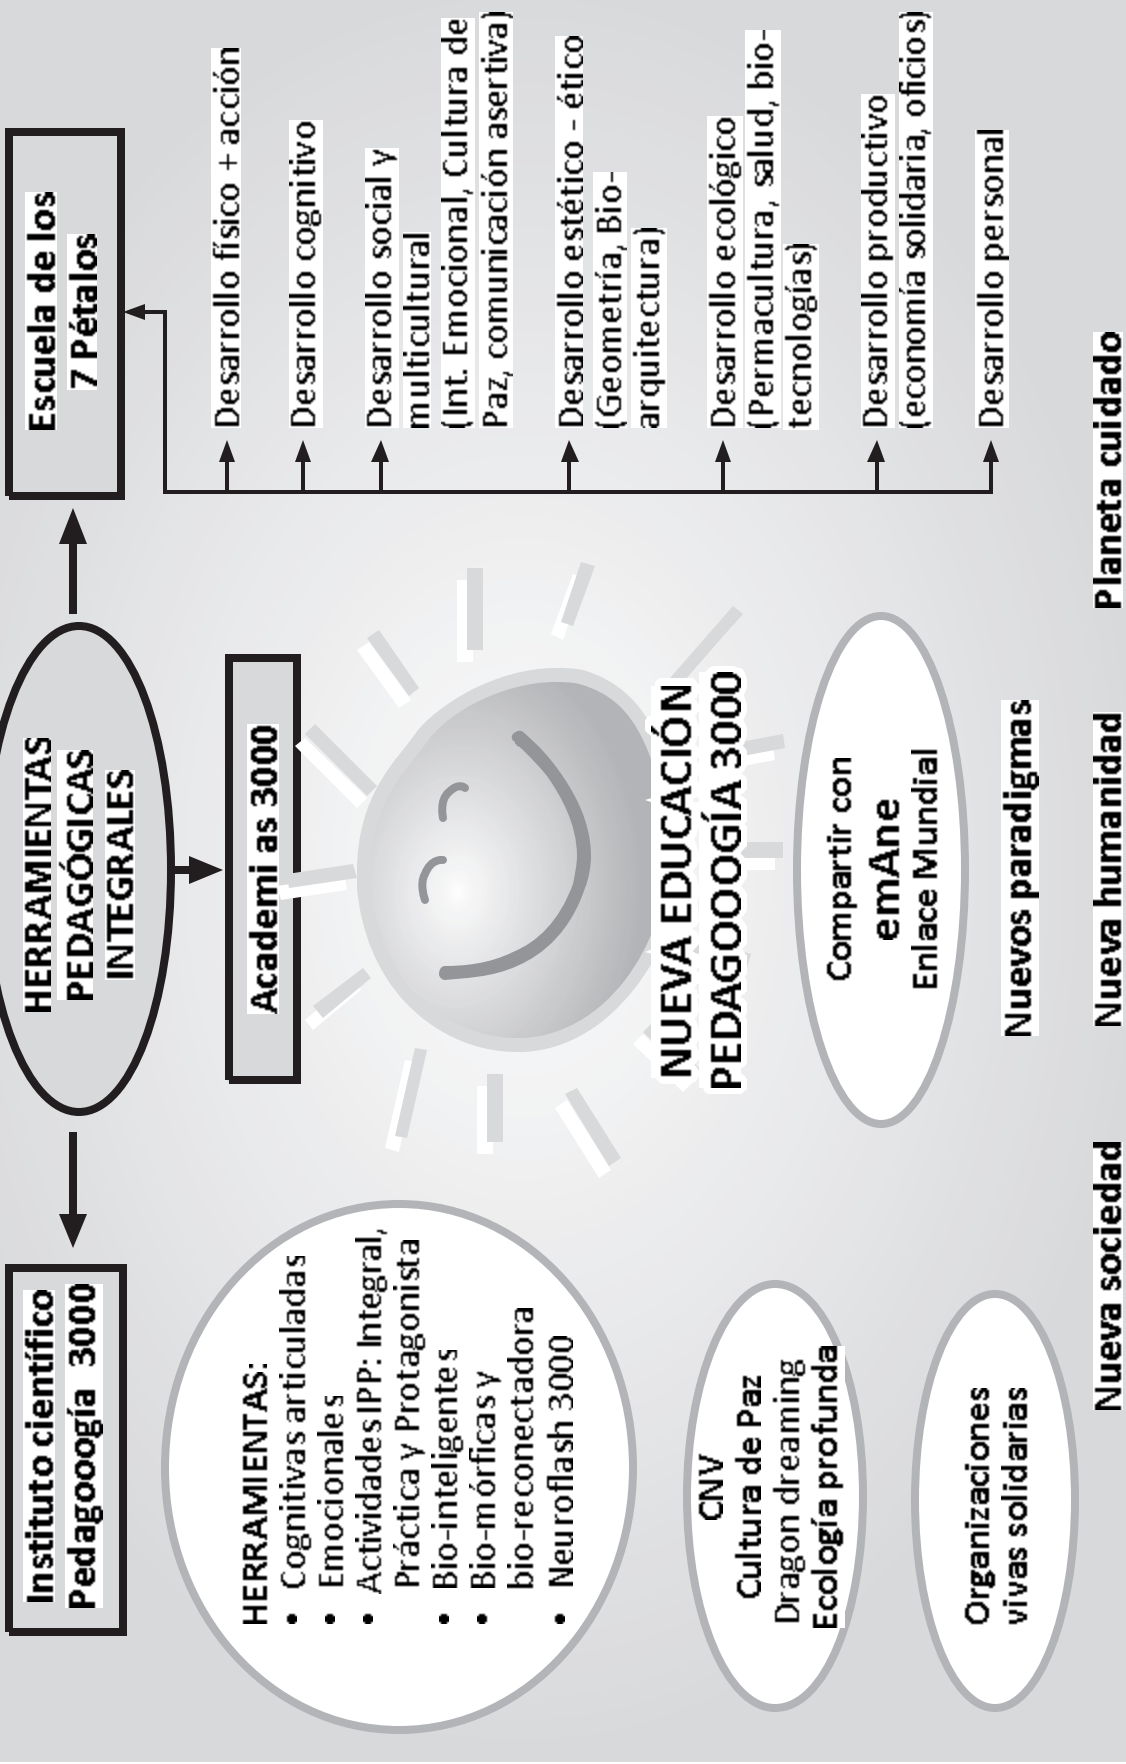 Instituto científico
Pedagooogía 3000
HERRAMIENTAS
PEDAGÓGICAS
INTEGRALES
Escuela de los
7 Pétalos
Academi as 3000
HERRAMIENTAS:
• Cognitivas articuladas
• Emocionales
• Actividades IPP: Integral,
Práctica y Protagonista
• Bio-inteligentes
• Bio-mórficas y
bio-reconectadora
• Neuroflash 3000
Desarrollo físico + acción
Desarrollo cognitivo
Desarrollo social y
multicultural
(Int. Emocional, Cultura de
Paz, comunicación asertiva)
Desarrollo estético - ético
(Geometría, Bio-
arquitectura)
Desarrollo ecológico
(Permacultura, salud, bio-
tecnologías)
Desarrollo productivo
(economía solidaria, oficios)
Desarrollo personal
NUEVA EDUCACIÓN
PEDAGOOOGÍA 3000
CNV
Cultura de Paz
Dragon dreaming
Ecología profunda
Compartir con
emAne
Enlace Mundial
Organizaciones
vivas solidarias
Nuevos paradigmas
Nueva sociedad
Nueva humanidad
Planeta cuidado